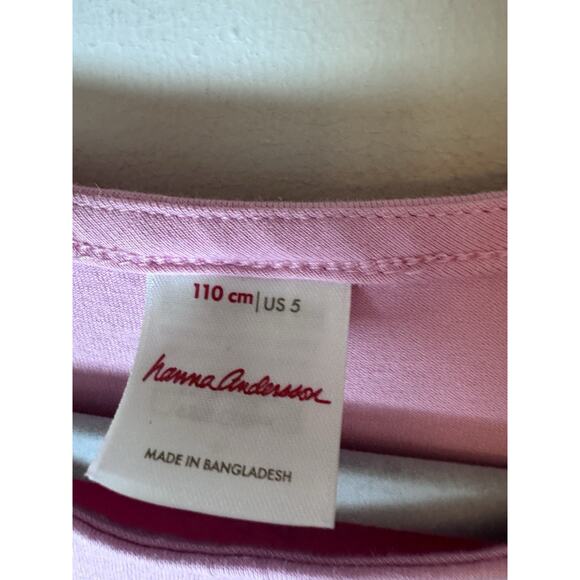 110 cm | US 5
hanna andersson
MADE IN BANGLADESH